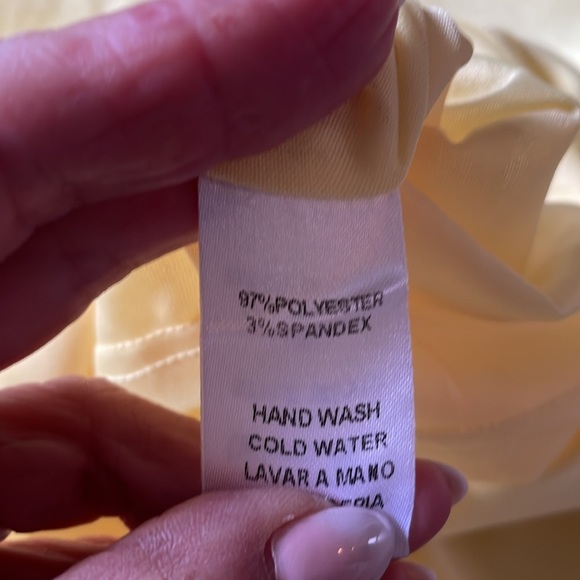 97%POLYESTER
3%SPANDEX
HAND WASH
COLD WATER
LAVAR A MANO